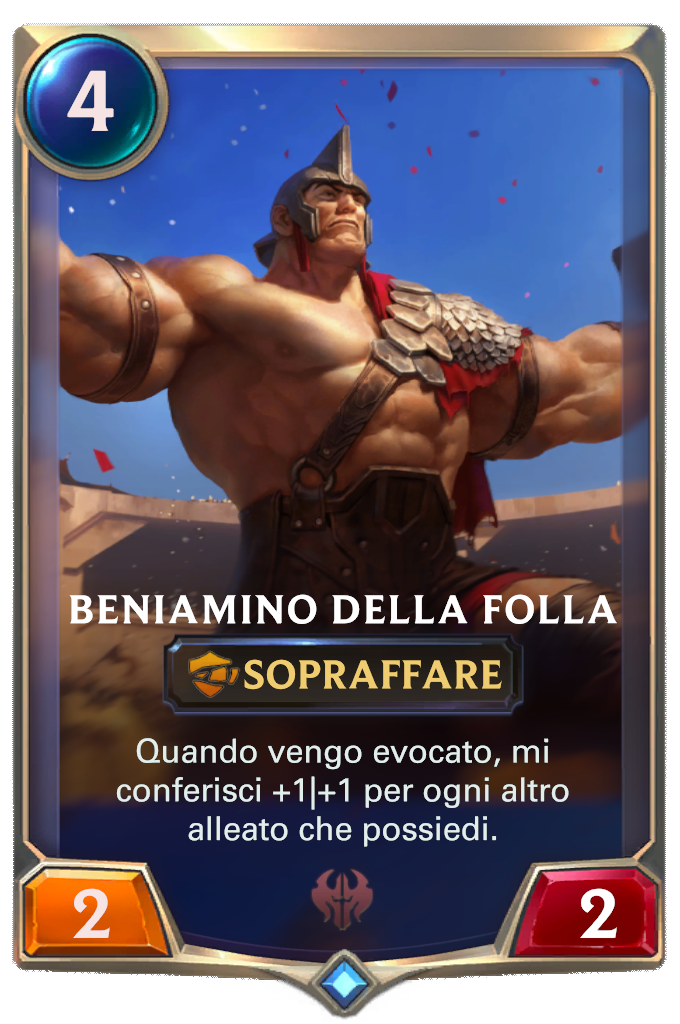 4
BENIAMINO DELLA FOLLA
SOPRAFFARE
Quando vengo evocato, mi
conferisci +1|+1 per ogni altro
alleato che possiedi.
2 2